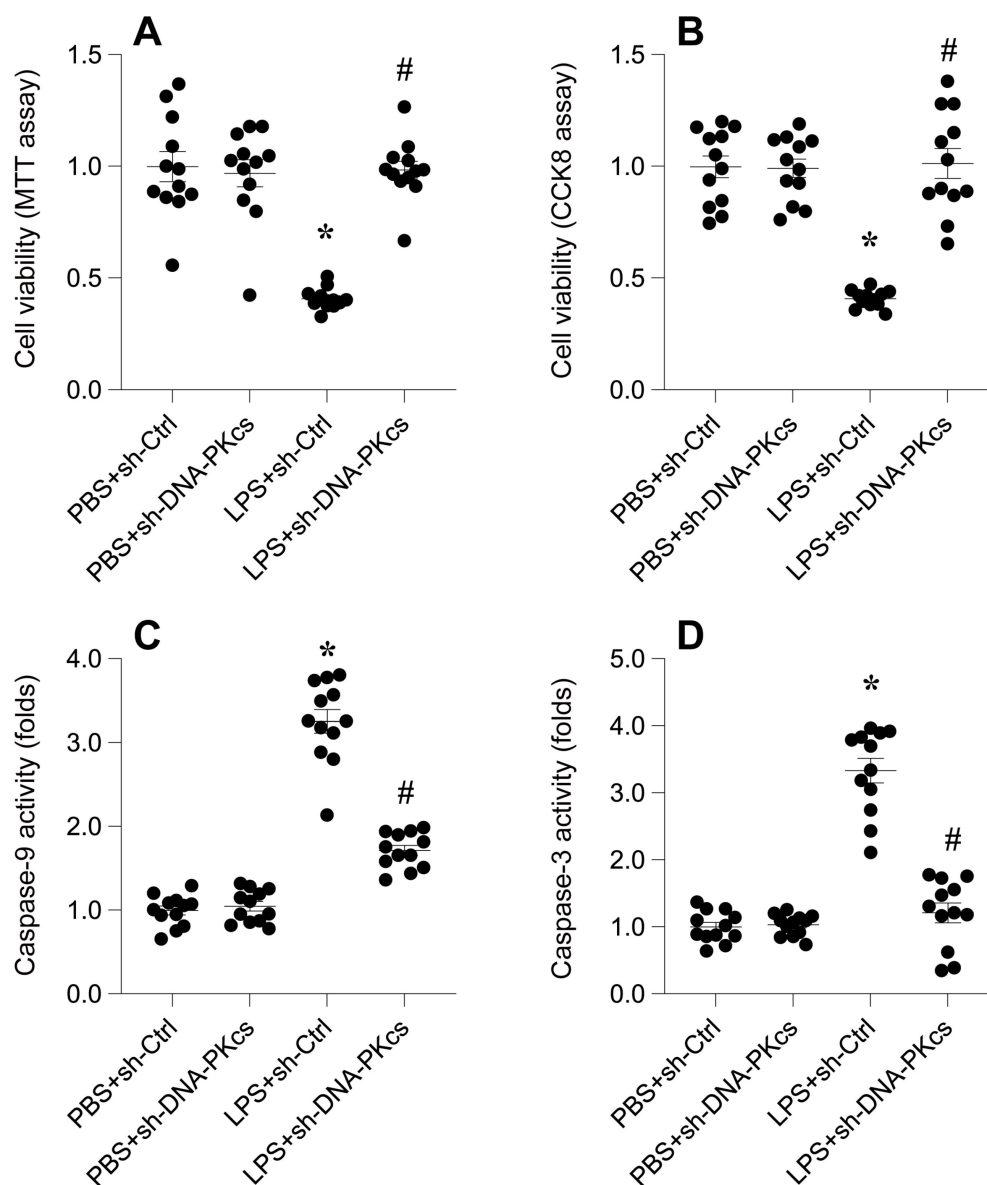 A
Cell viability (MTT assay)
1.5
1.0
0.5
0.0
#
*
PBS+sh-Ctrl
PBS+sh-DNA-PKcs
LPS+sh-Ctrl
LPS+sh-DNA-PKcs
B
Cell viability (CCK8 assay)
1.5
1.0
0.5
0.0
#
*
PBS+sh-Ctrl
PBS+sh-DNA-PKcs
LPS+sh-Ctrl
LPS+sh-DNA-PKcs
C
Caspase-9 activity (folds)
4.0
3.0
2.0
1.0
0.0
*
#
PBS+sh-Ctrl
PBS+sh-DNA-PKcs
LPS+sh-Ctrl
LPS+sh-DNA-PKcs
D
Caspase-3 activity (folds)
5.0
4.0
3.0
2.0
1.0
0.0
*
#
PBS+sh-Ctrl
PBS+sh-DNA-PKcs
LPS+sh-Ctrl
LPS+sh-DNA-PKcs